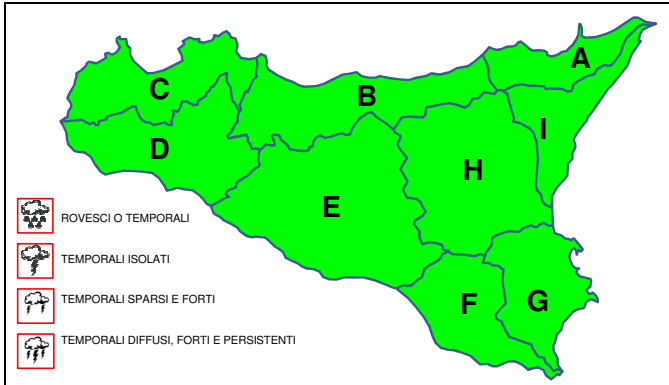 A
C
B
I
D
H
E
ROVESCI O TEMPORALI
TEMPORALI ISOLATI
TEMPORALI SPARSI E FORTI
F
G
TEMPORALI DIFFUSI, FORTI E PERSISTENTI